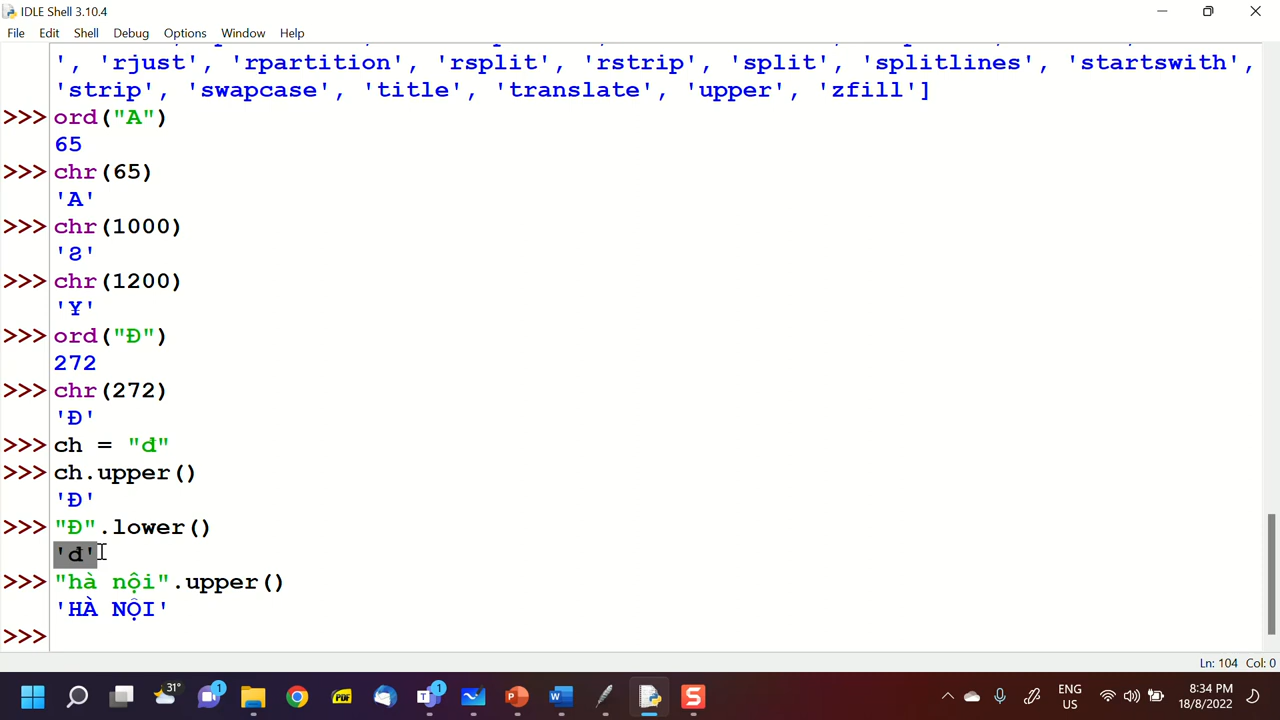 IDLE Shell 3.10.4
File Edit Shell Debug Options Window Help
', 'rjust', 'rpartition', 'rsplit', 'rstrip', 'split', 'splitlines', 'startswith',
'strip', 'swapcase', 'title', 'translate', 'upper', 'zfill']
>>> ord("A")
65
>>> chr(65)
'A'
>>> chr(1000)
'Ϩ'
>>> chr(1200)
'Ұ'
>>> ord("Đ")
272
>>> chr(272)
'Đ'
>>> ch = "đ"
>>> ch.upper()
'Đ'
>>> "Đ".lower()
'đ'
>>> "hà nội".upper()
'HÀ NỘI'
>>>
Ln: 104 Col: 0
31°
1
PDF
1
ENG
US
8:34 PM
18/8/2022